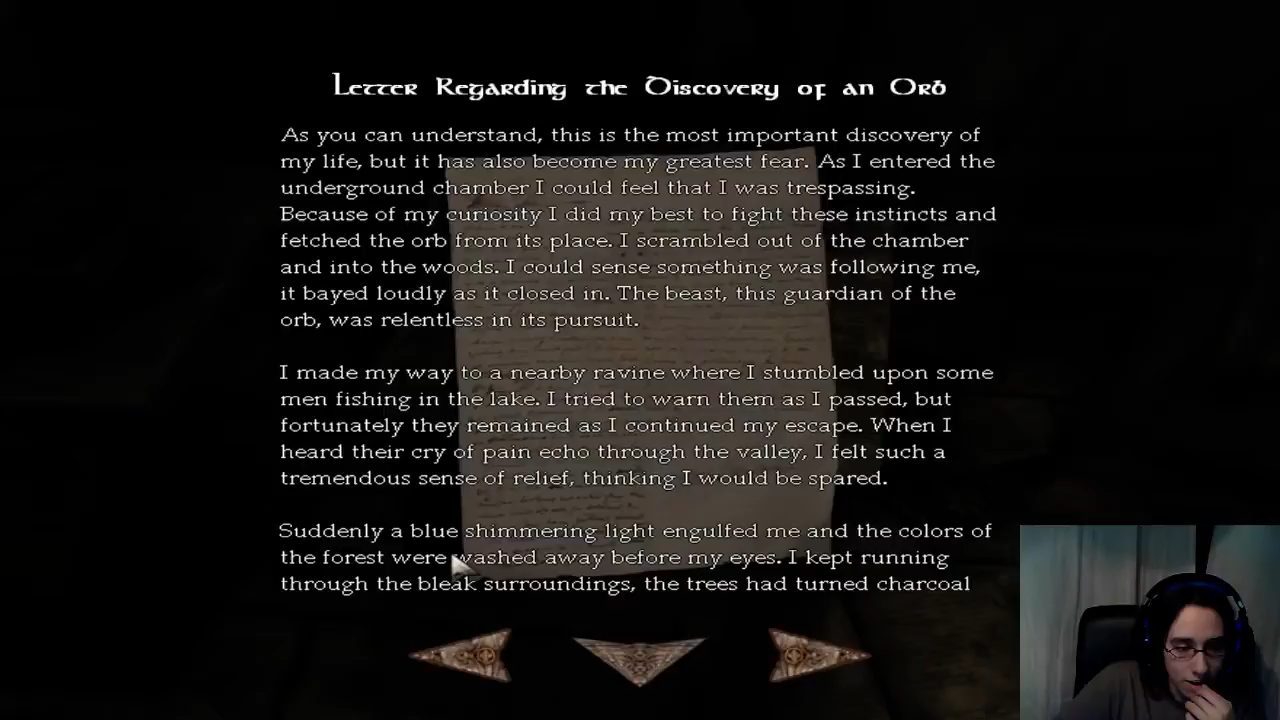 Letter Regarding the Discovery of an Orb
As you can understand, this is the most important discovery of
my life, but it has also become my greatest fear. As I entered the
underground chamber I could feel that I was trespassing.
Because of my curiosity I did my best to fight these instincts and
fetched the orb from its place. I scrambled out of the chamber
and into the woods. I could sense something was following me,
it bayed loudly as it closed in. The beast, this guardian of the
orb, was relentless in its pursuit.
I made my way to a nearby ravine where I stumbled upon some
men fishing in the lake. I tried to warn them as I passed, but
fortunately they remained as I continued my escape. When I
heard their cry of pain echo through the valley, I felt such a
tremendous sense of relief, thinking I would be spared.
Suddenly a blue shimmering light engulfed me and the colors of
the forest were washed away before my eyes. I kept running
through the bleak surroundings, the trees had turned charcoal